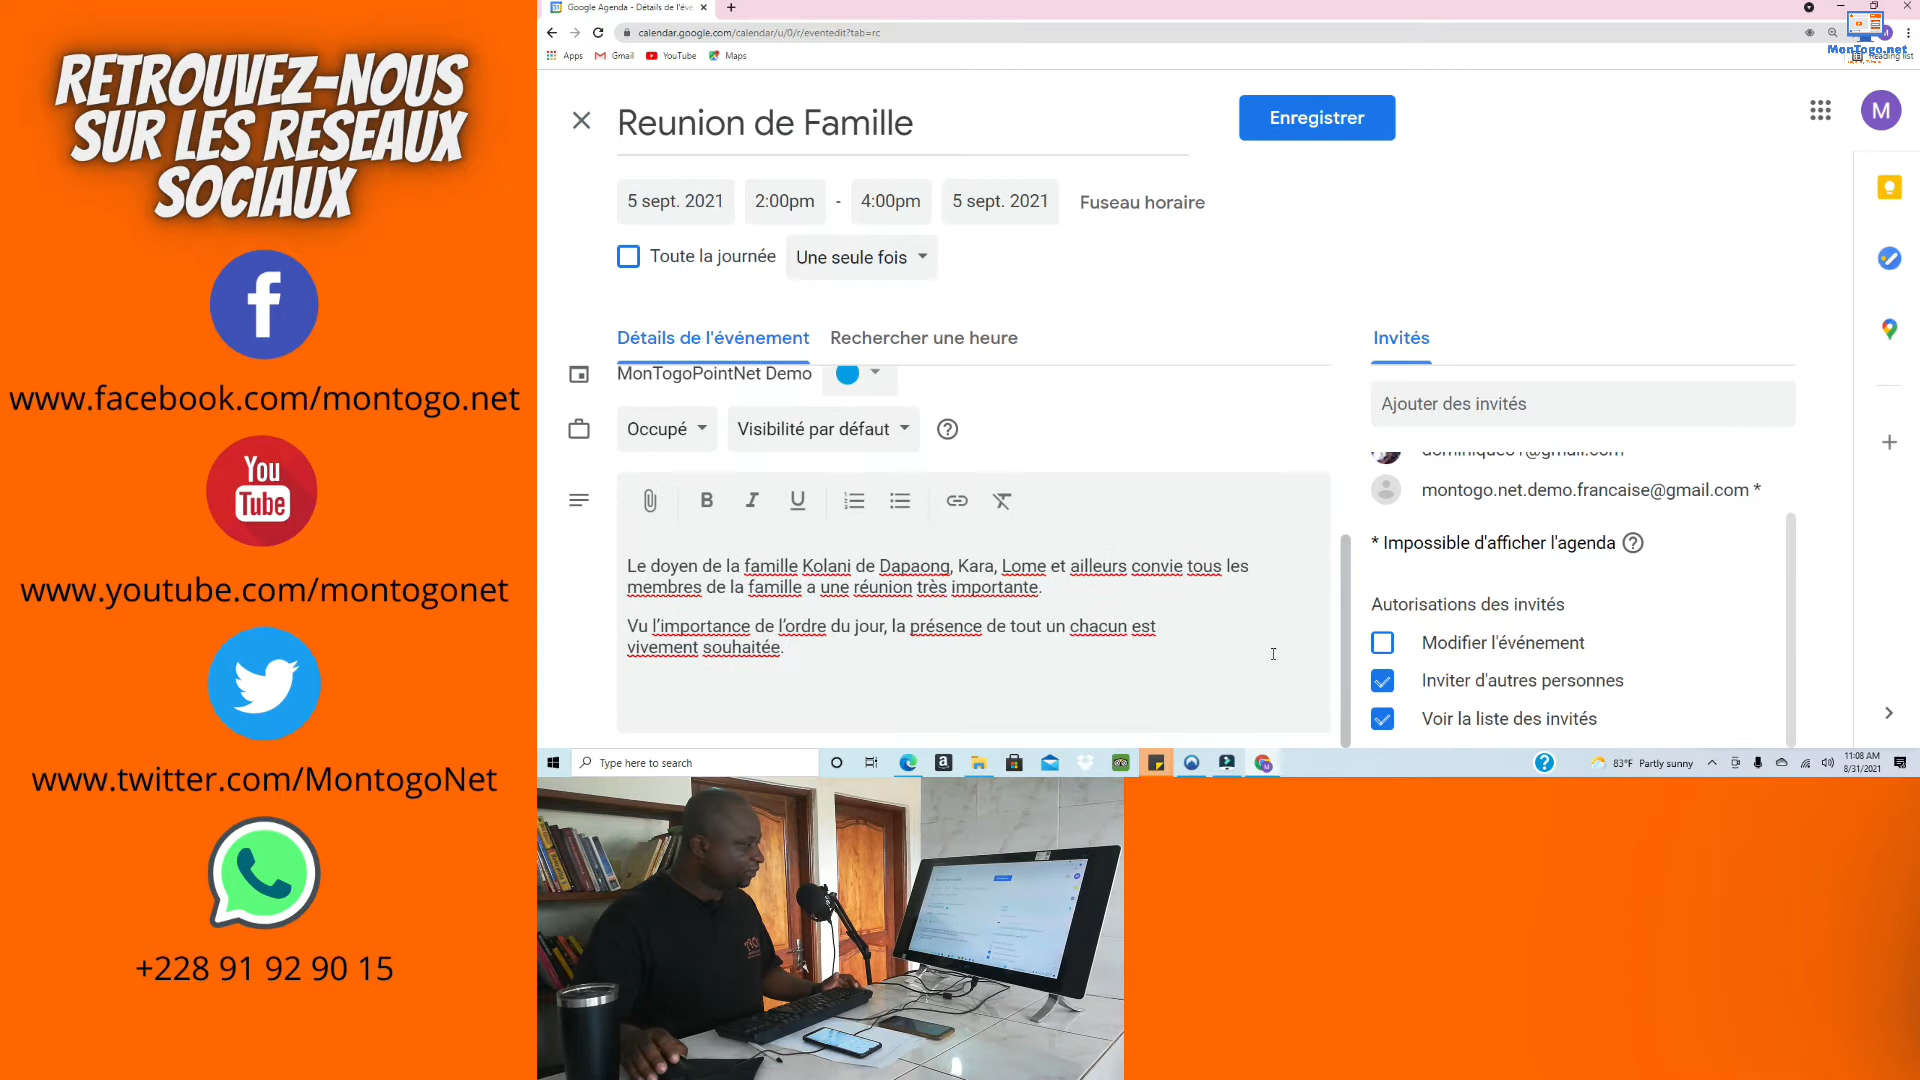 RETROUVEZ-NOUS
SUR LES RESEAUX
SOCIAUX
www.facebook.com/montogo.net
You
Tube
www.youtube.com/montogonet
www.twitter.com/MontogoNet
+228 91 92 90 15
Google Agenda - Détails de l'éve
calendar.google.com/calendar/u/0/r/eventedit?tab=rc
Apps
Gmail
YouTube
Maps
MonTogo.net
Reading list
Reunion de Famille
Enregistrer
M
5 sept. 2021
2:00pm
-
4:00pm
5 sept. 2021
Fuseau horaire
Toute la journée
Une seule fois
Détails de l'événement
Rechercher une heure
Invités
MonTogoPointNet Demo
Ajouter des invités
Occupé
Visibilité par défaut
montogo.net.demo.francaise@gmail.com *
B
I
U
* Impossible d'afficher l'agenda
Le doyen de la famille Kolani de Dapaong, Kara, Lome et ailleurs convie tous les
membres de la famille a une réunion très importante.
Vu l'importance de l'ordre du jour, la présence de tout un chacun est
vivement souhaitée.
Autorisations des invités
Modifier l'événement
Inviter d'autres personnes
Voir la liste des invités
Type here to search
83°F Partly sunny
11:08 AM
8/31/2021